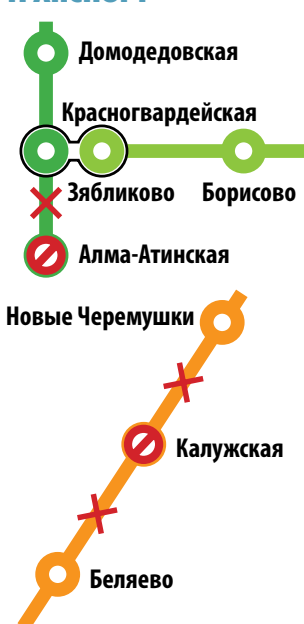 Домодедовская
Красногвардейская
Зябликово Борисово
Алма-Атинская
Новые Черемушки
Калужская
Беляево